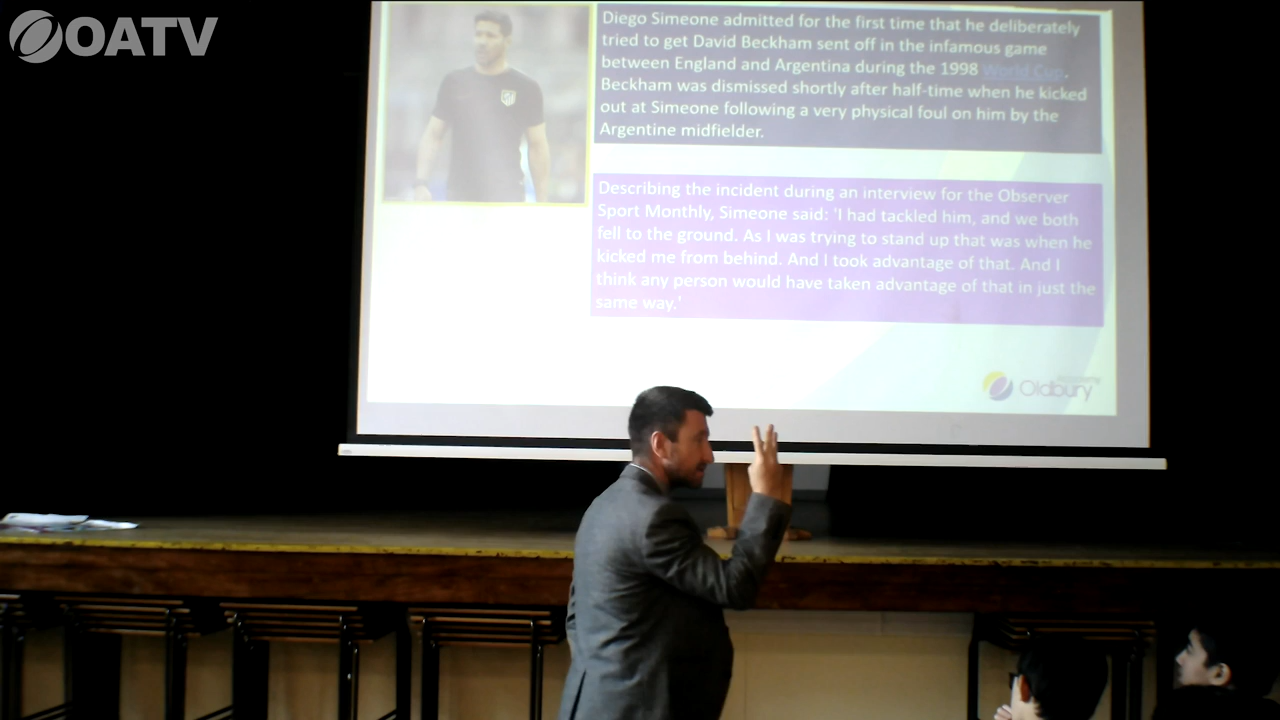 OATV
Diego Simeone admitted for the first time that he deliberately
tried to get David Beckham sent off in the infamous game
between England and Argentina during the 1998 World Cup.
Beckham was dismissed shortly after half-time when he kicked
out at Simeone following a very physical foul on him by the
Argentine midfielder.
Describing the incident during an interview for the Observer
Sport Monthly, Simeone said: 'I had tackled him, and we both
fell to the ground. As I was trying to stand up that was when he
kicked me from behind. And I took advantage of that. And I
think any person would have taken advantage of that in just the
same way.'
Oldbury